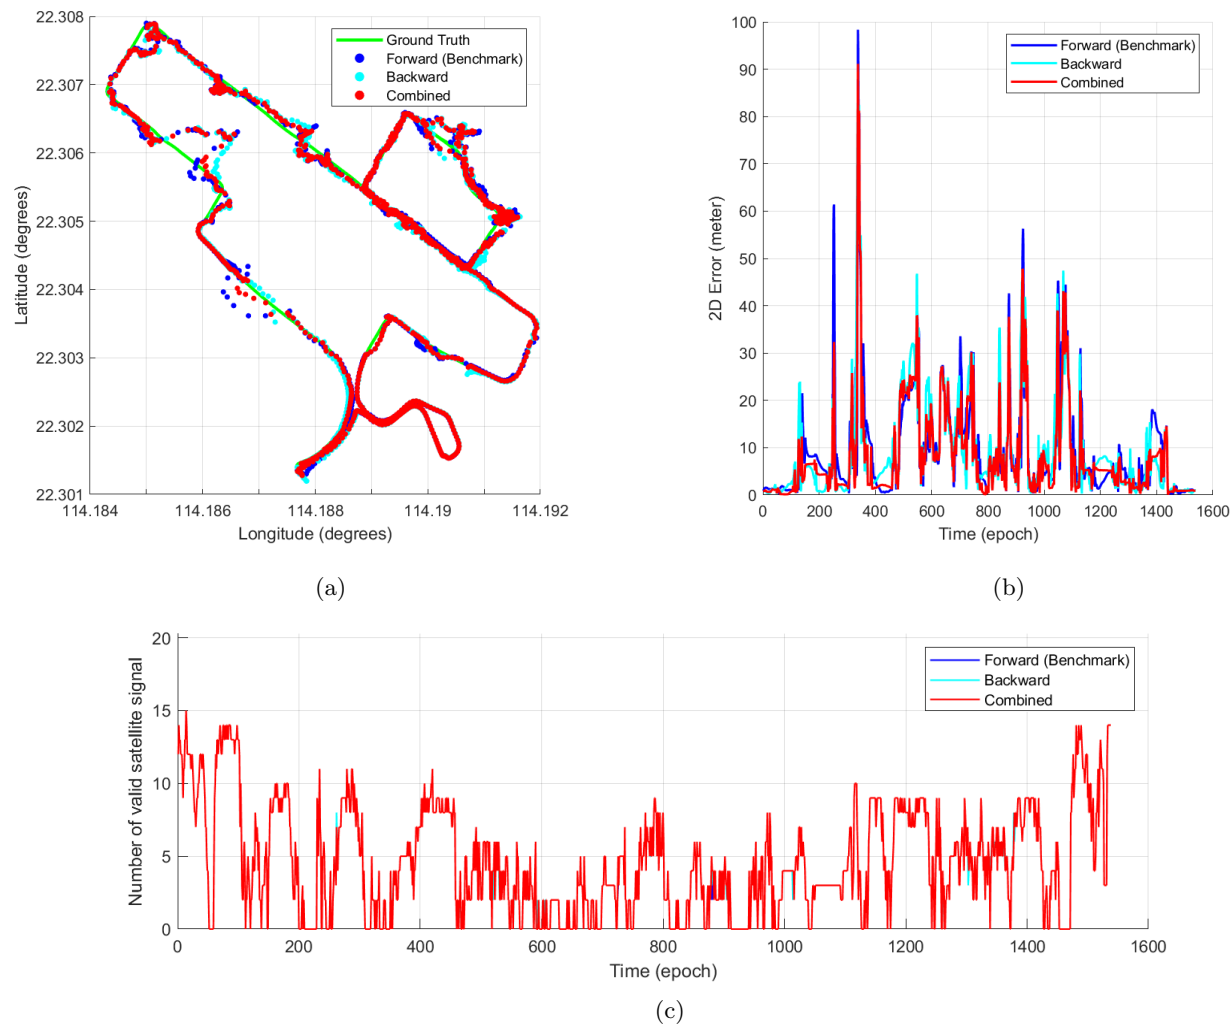 22.308
22.307
22.306
22.305
22.304
22.303
22.302
22.301
Latitude (degrees)
114.184
114.186
114.188
114.19
114.192
Longitude (degrees)
Ground Truth
Forward (Benchmark)
Backward
Combined
(a)
100
90
80
70
60
50
40
30
20
10
0
2D Error (meter)
0
200
400
600
800
1000
1200
1400
1600
Time (epoch)
Forward (Benchmark)
Backward
Combined
(b)
20
15
10
5
0
Number of valid satellite signal
0
200
400
600
800
1000
1200
1400
1600
Time (epoch)
Forward (Benchmark)
Backward
Combined
(c)